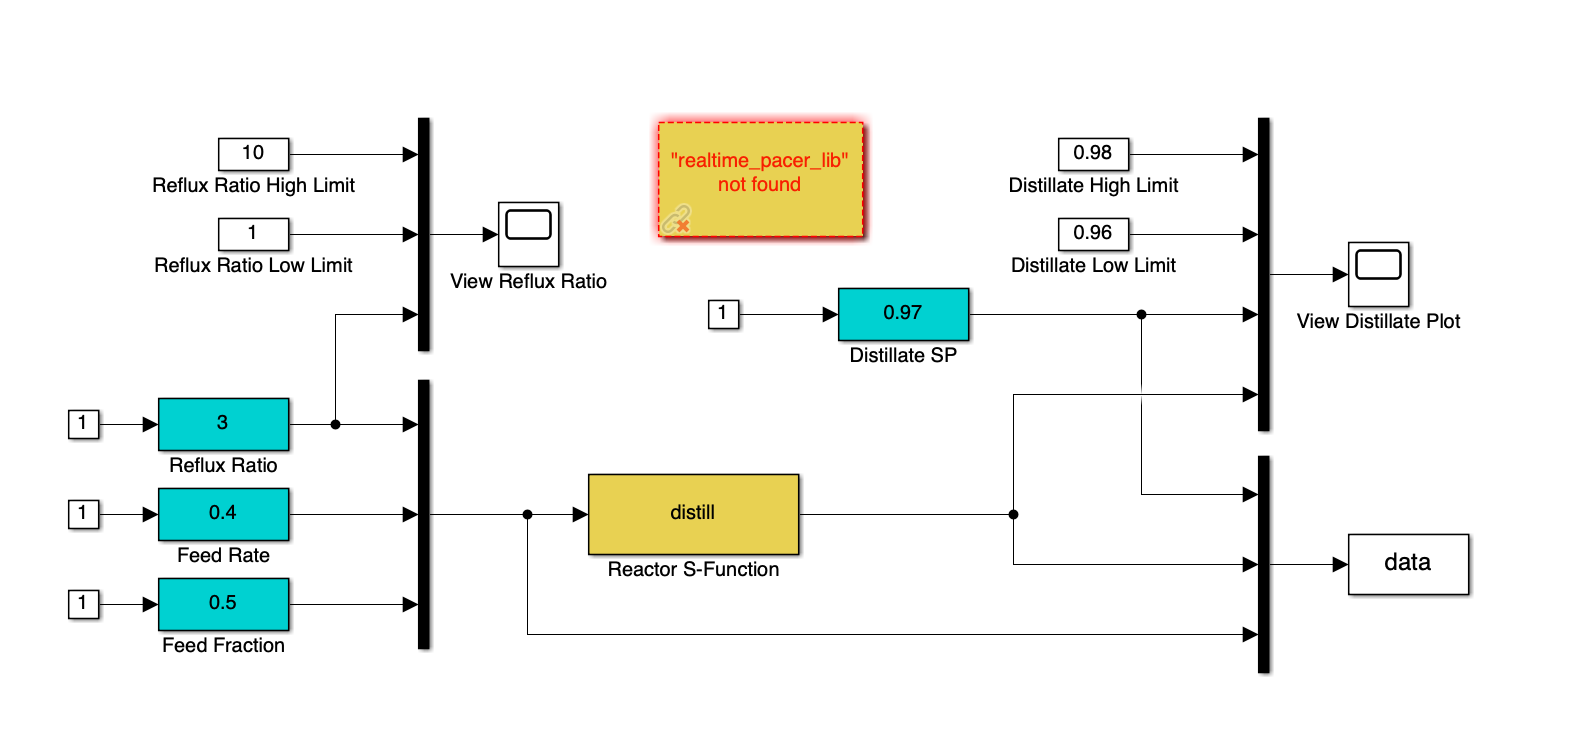 10
Reflux Ratio High Limit
1
Reflux Ratio Low Limit
View Reflux Ratio
"realtime_pacer_lib"
not found
0.98
Distillate High Limit
0.96
Distillate Low Limit
View Distillate Plot
1
0.97
Distillate SP
1
3
Reflux Ratio
1
0.4
Feed Rate
1
0.5
Feed Fraction
distill
Reactor S-Function
data